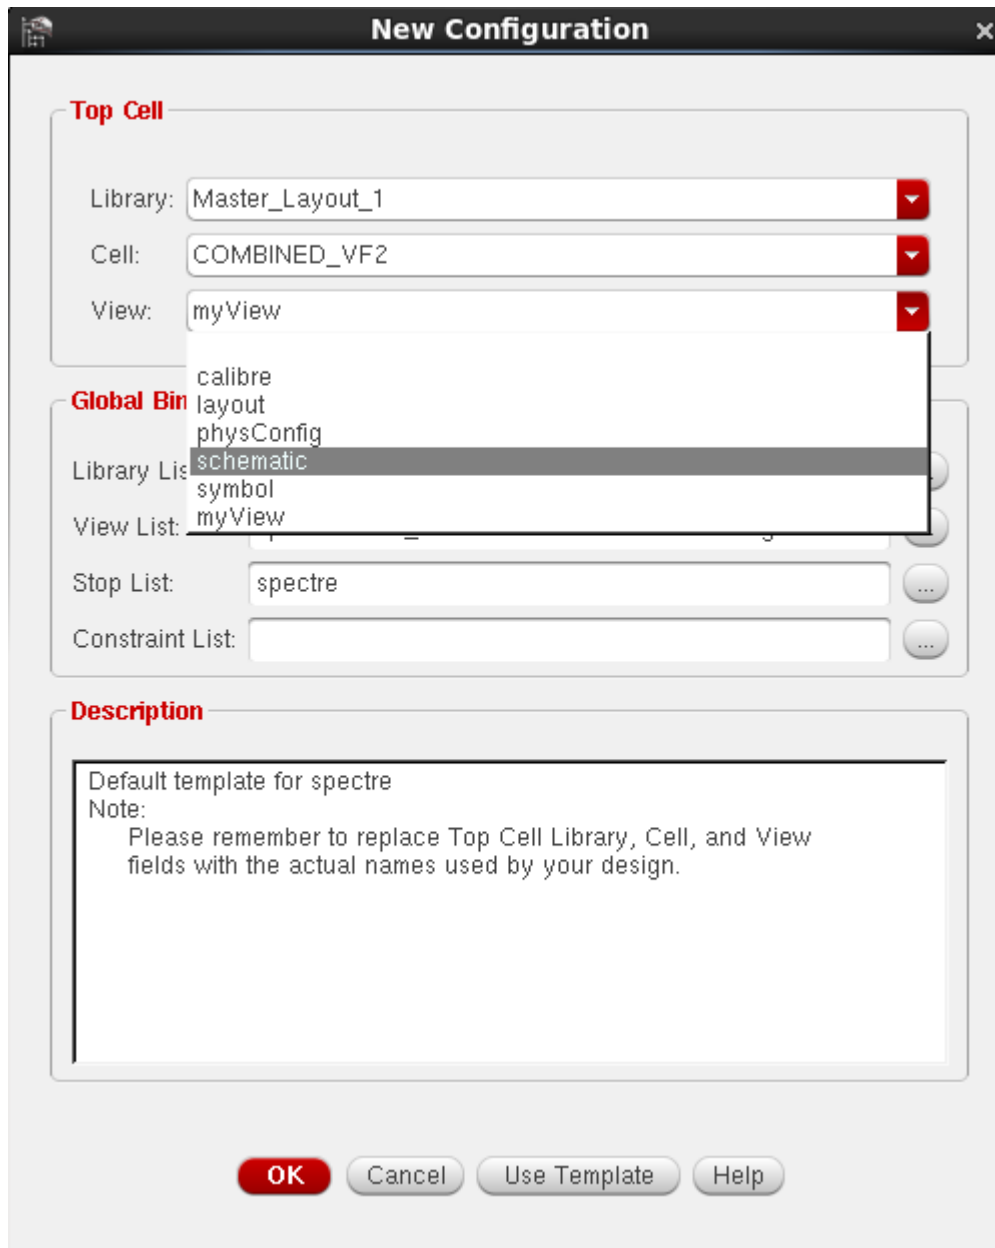 New Configuration
Top Cell
Library: Master_Layout_1
Cell: COMBINED_VF2
View: myView
calibre
Global Bin
layout
physConfig
schematic
Library Lis
symbol
View List:
myView
Stop List: spectre
...
Constraint List:
...
Description
Default template for spectre
Note:
Please remember to replace Top Cell Library, Cell, and View
fields with the actual names used by your design.
OK Cancel Use Template Help